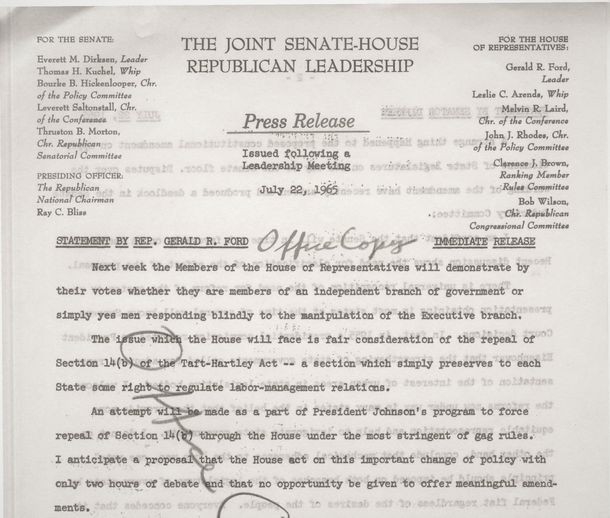 FOR THE SENATE:
Everett M. Dirksen, Leader
Thomas H. Kuchel, Whip
Bourke B. Hickenlooper, Chr.
of the Policy Committee
Leverett Saltonstall, Chr.
of the Conference
Thruston B. Morton,
Chr. Republican
Senatorial Committee
PRESIDING OFFICER:
The Republican
National Chairman
Ray C. Bliss
THE JOINT SENATE-HOUSE
REPUBLICAN LEADERSHIP
Press Release
Issued following a
Leadership Meeting
July 22, 1965
FOR THE HOUSE
OF REPRESENTATIVES:
Gerald R. Ford,
Leader
Leslie C. Arends, Whip
Melvin R. Laird,
Chr. of the Conference
John J. Rhodes, Chr.
of the Policy Committee
Clarence J. Brown,
Ranking Member
Rules Committee
Bob Wilson,
Chr. Republican
Congressional Committee
STATEMENT BY REP. GERALD R. FORD Office Copy IMMEDIATE RELEASE
Next week the Members of the House of Representatives will demonstrate by
their votes whether they are members of an independent branch of government or
simply yes men responding blindly to the manipulation of the Executive branch.
The issue which the House will face is fair consideration of the repeal of
Section 14(b) of the Taft-Hartley Act -- a section which simply preserves to each
State some right to regulate labor-management relations.
An attempt will be made as a part of President Johnson's program to force
repeal of Section 14(b) through the House under the most stringent of gag rules.
I anticipate a proposal that the House act on this important change of policy with
only two hours of debate and that no opportunity be given to offer meaningful amend-
ments.
Office